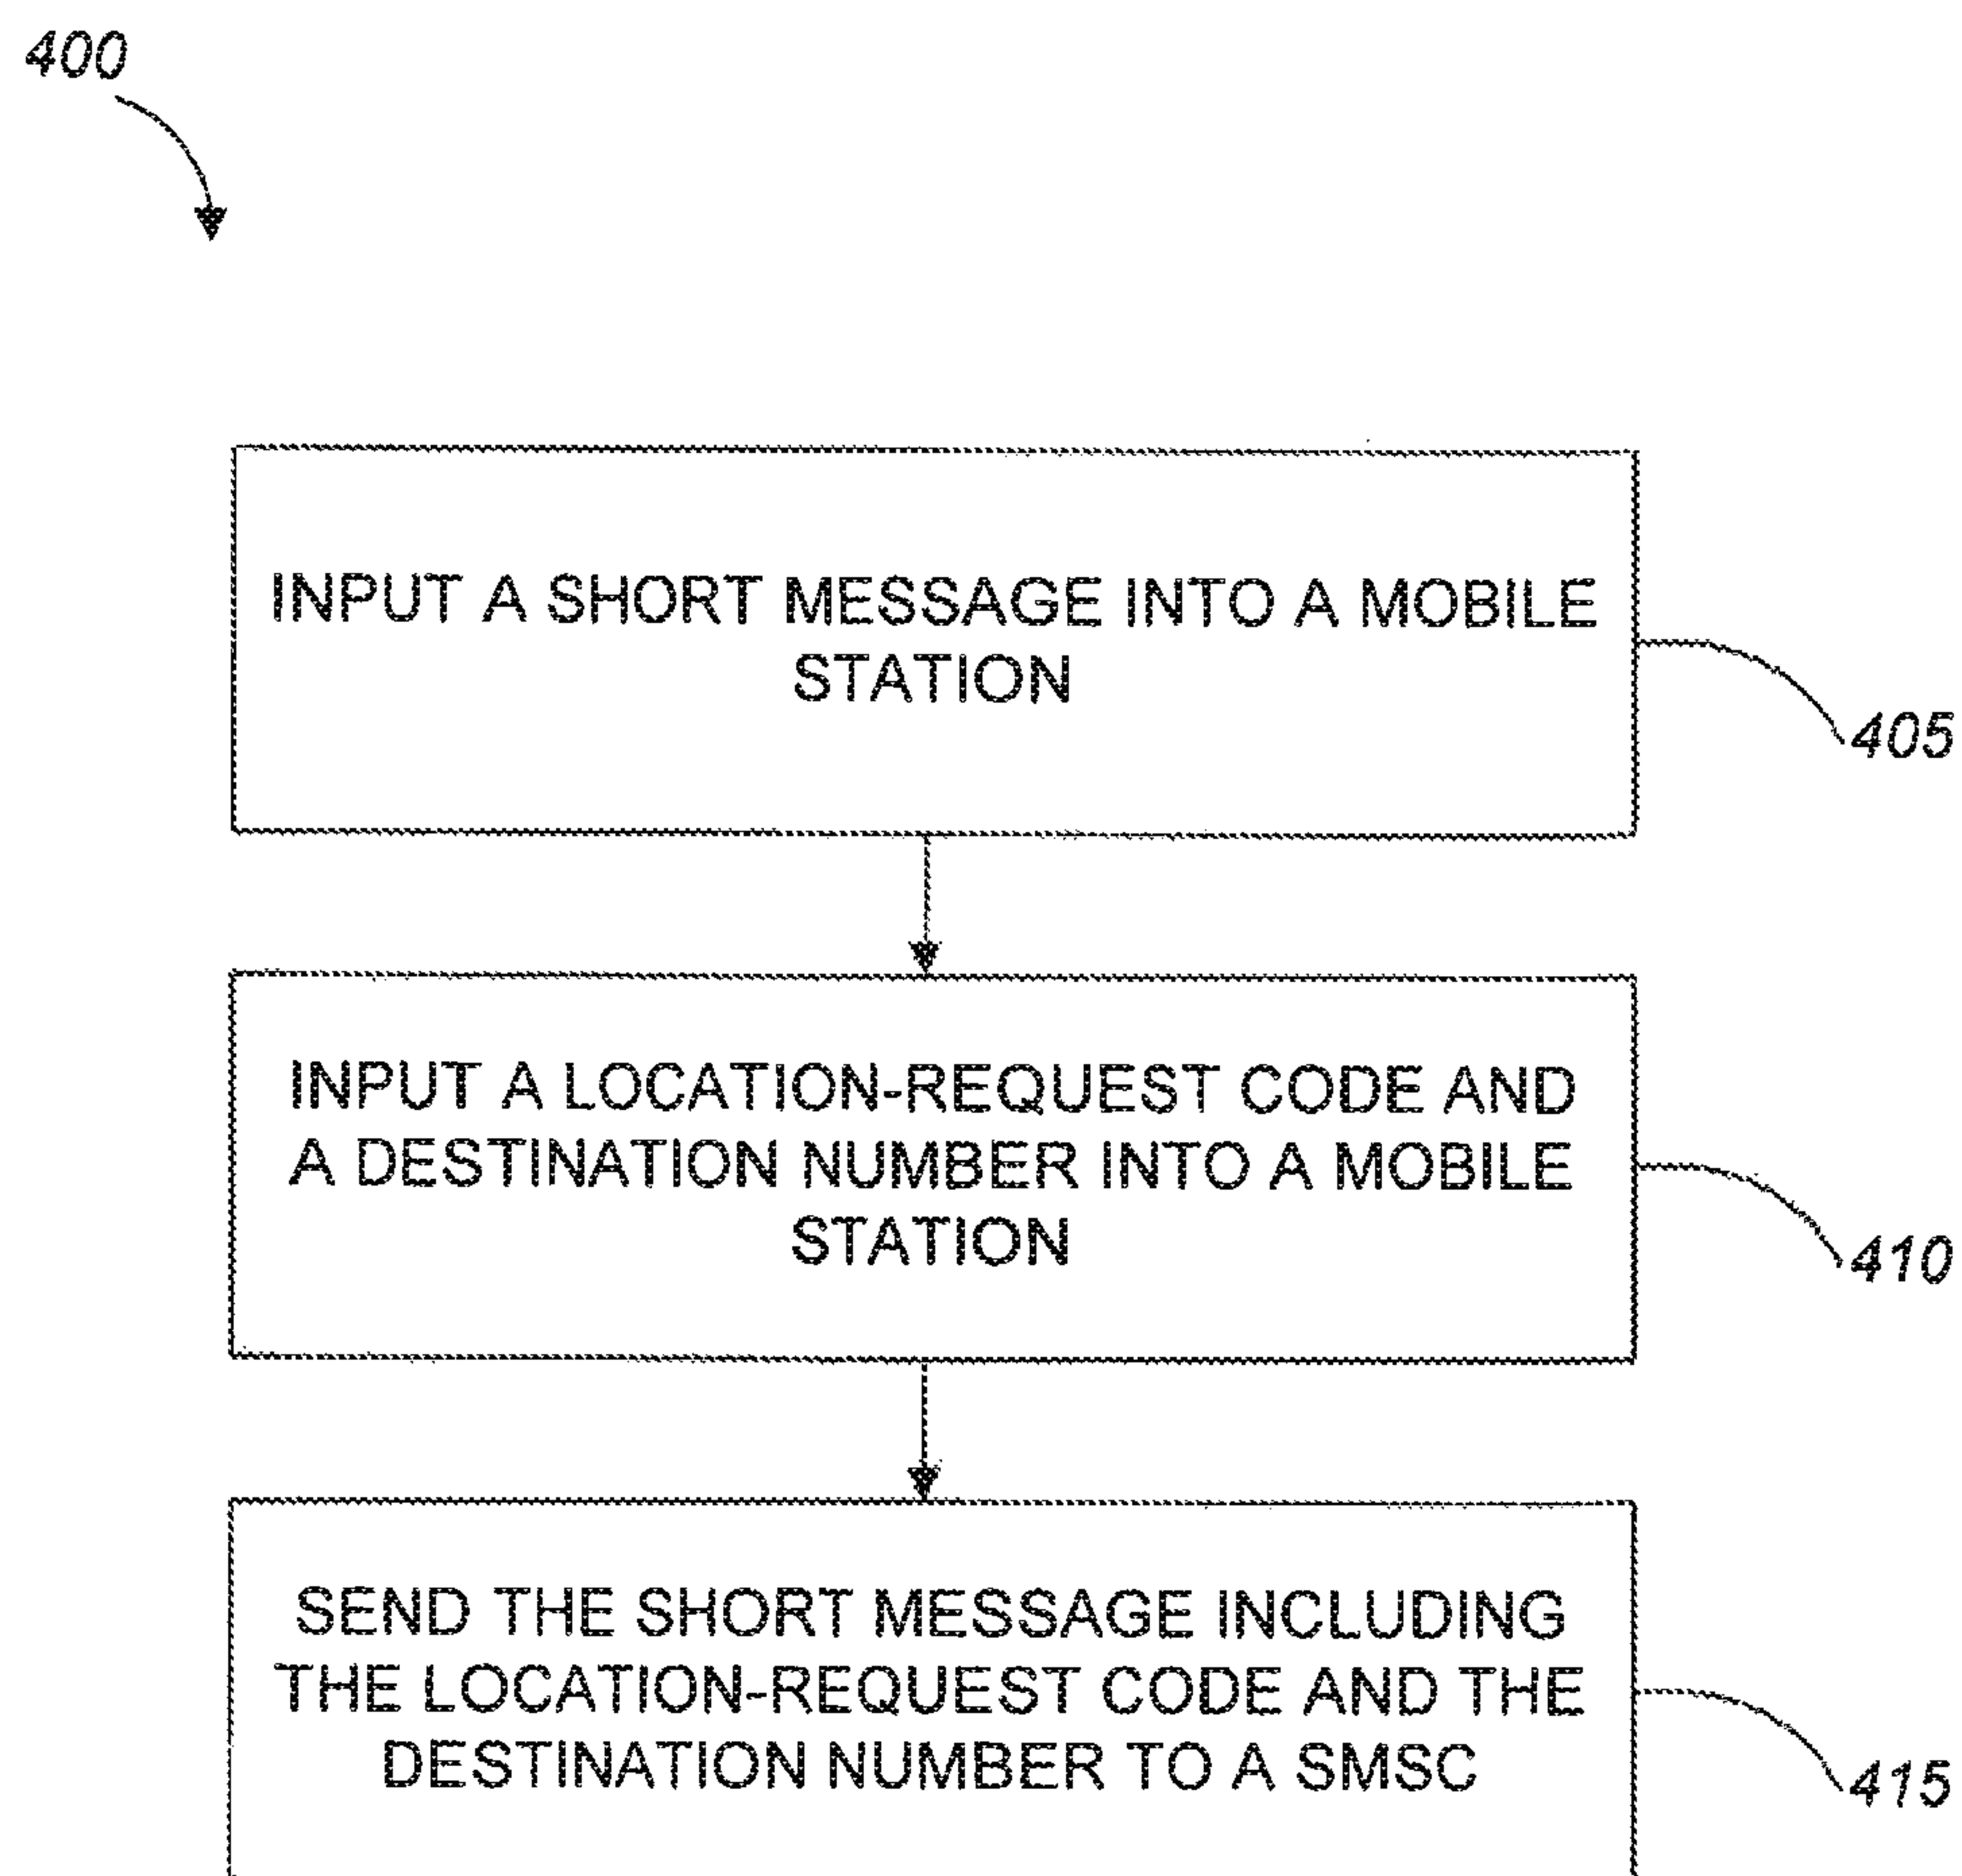 400
INPUT A SHORT MESSAGE INTO A MOBILE
STATION
405
INPUT A LOCATION-REQUEST CODE AND
A DESTINATION NUMBER INTO A MOBILE
STATION
410
SEND THE SHORT MESSAGE INCLUDING
THE LOCATION-REQUEST CODE AND THE
DESTINATION NUMBER TO A SMSC
415